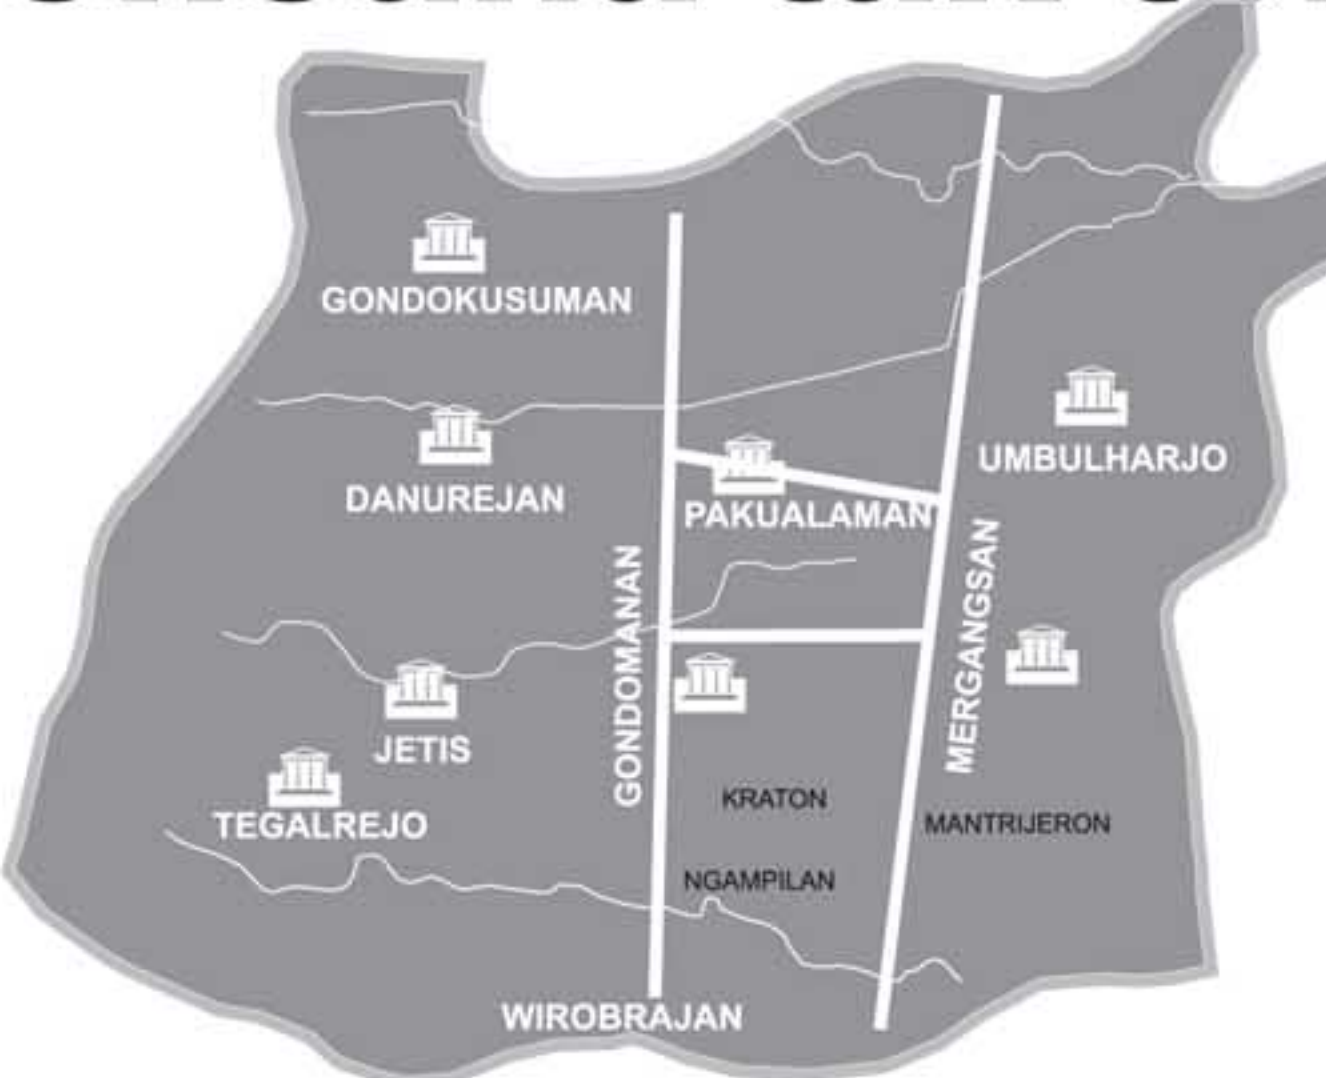 GONDOKUSUMAN
UMBULHARJO
DANUREJAN
PAKUALAMAN
GONDOMANAN
MERGANGSAN
JETIS
KRATON
TEGALREJO
MANTRIJERON
NGAMPILAN
WIROBRAJAN